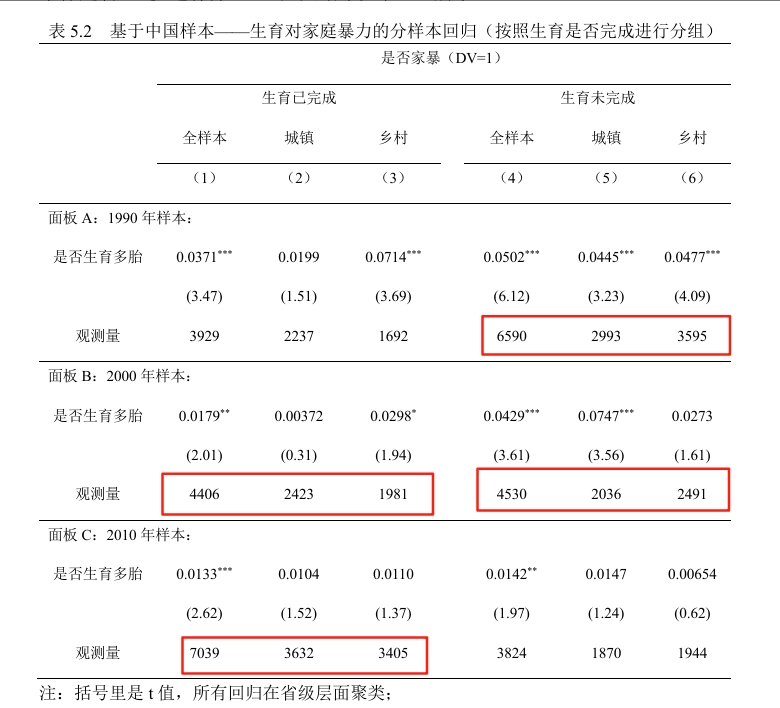 表 5.2 基于中国样本——生育对家庭暴力的分样本回归（按照生育是否完成进行分组）
是否家暴（DV=1）
生育已完成 生育未完成
全样本 城镇 乡村 全样本 城镇 乡村
（1） （2） （3） （4） （5） （6）
面板 A：1990 年样本：
是否生育多胎 0.0371*** 0.0199 0.0714*** 0.0502*** 0.0445*** 0.0477***
(3.47) (1.51) (3.69) (6.12) (3.23) (4.09)
观测量 3929 2237 1692 6590 2993 3595
面板 B：2000 年样本：
是否生育多胎 0.0179** 0.00372 0.0298* 0.0429*** 0.0747*** 0.0273
(2.01) (0.31) (1.94) (3.61) (3.56) (1.61)
观测量 4406 2423 1981 4530 2036 2491
面板 C：2010 年样本：
是否生育多胎 0.0133*** 0.0104 0.0110 0.0142** 0.0147 0.00654
(2.62) (1.52) (1.37) (1.97) (1.24) (0.62)
观测量 7039 3632 3405 3824 1870 1944
注：括号里是 t 值，所有回归在省级层面聚类；